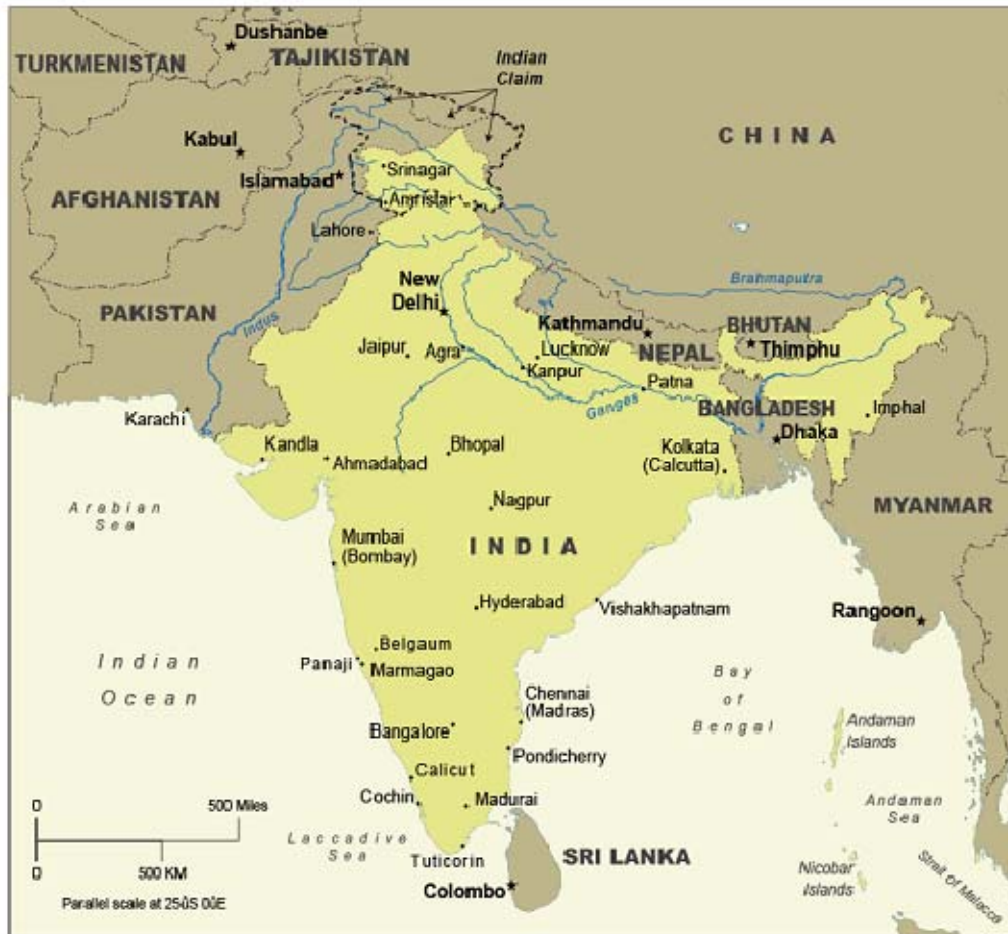 Dushanbe
TURKMENISTAN
TAJIKISTAN
Indian
Claim
CHINA
Kabul
Srinagar
Islamabad
AFGHANISTAN
Amritsar
Lahore
New
Delhi
Brahmaputra
PAKISTAN
Indus
Kathmandu
BHUTAN
Jaipur
Agra
Lucknow
NEPAL
Thimphu
Kanpur
Patna
Ganges
BANGLADESH
Imphal
Karachi
Dhaka
Kandla
Ahmadabad
Bhopal
Kolkata
(Calcutta)
Arabian
Sea
Nagpur
MYANMAR
Mumbai
(Bombay)
INDIA
Hyderabad
Vishakhapatnam
Rangoon
Belgaum
Panaji
Marmagao
Indian
Ocean
Bay
of
Bengal
Chennai
(Madras)
Andaman
Islands
Bangalore
Pondicherry
Calicut
Cochin
Madurai
0
500 Miles
Andaman
Sea
Laccadive
Sea
Tuticorin
SRI LANKA
0
500 KM
Colombo
Nicobar
Islands
Strait of Malacca
Parallel scale at 25ûS 0ûE